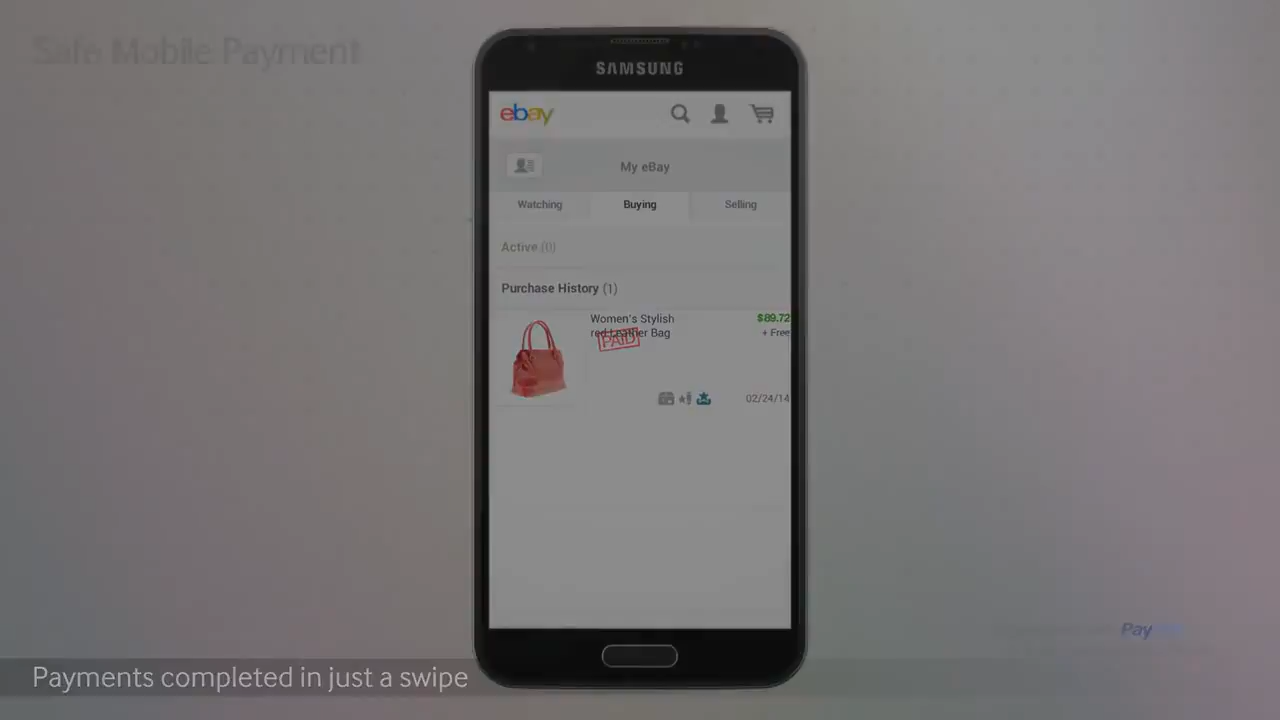 Safe Mobile Payment
SAMSUNG
ebay
My eBay
Watching
Buying
Selling
Active (0)
Purchase History (1)
Women's Stylish
red Leather Bag
$89.72
+ Free
PAID
02/24/14
Pay
Payments completed in just a swipe